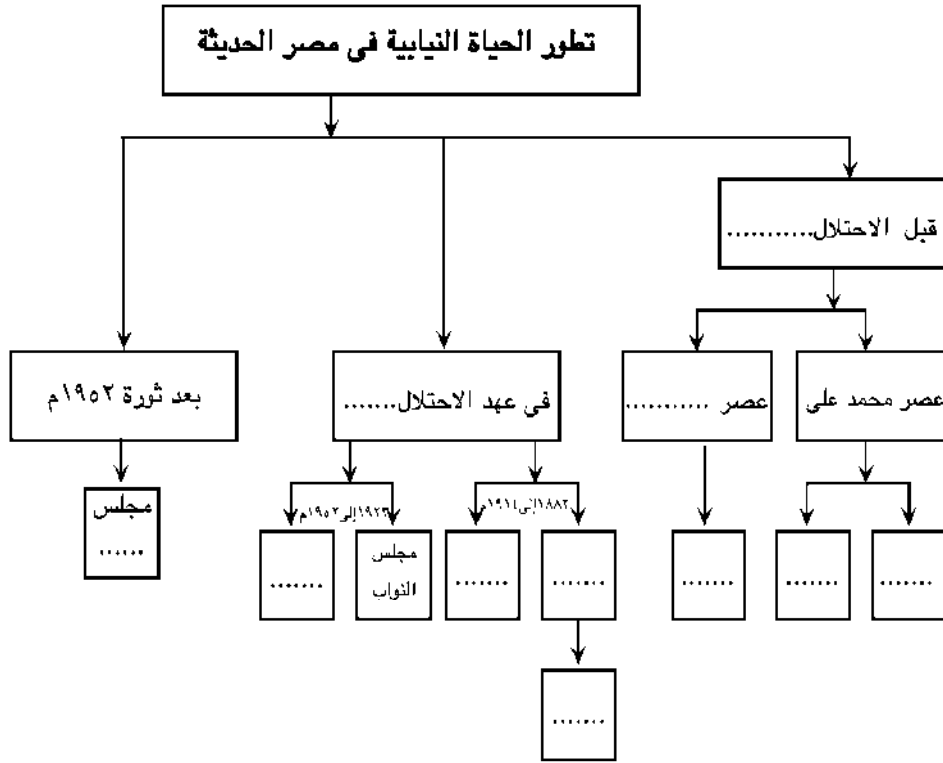 تطور الحياة النيابية فى مصر الحديثة
قبل الاحتلال...........
عصر محمد على
عصر ...........
فى عهد الاحتلال.......
بعد ثورة ١٩٥٢م
١٨٨٣إلى١٩١٤م
١٩٢٣إلى١٩٥٢م
مجلس
......
.......
مجلس
النواب
.......
.......
.......
.......
.......
.......